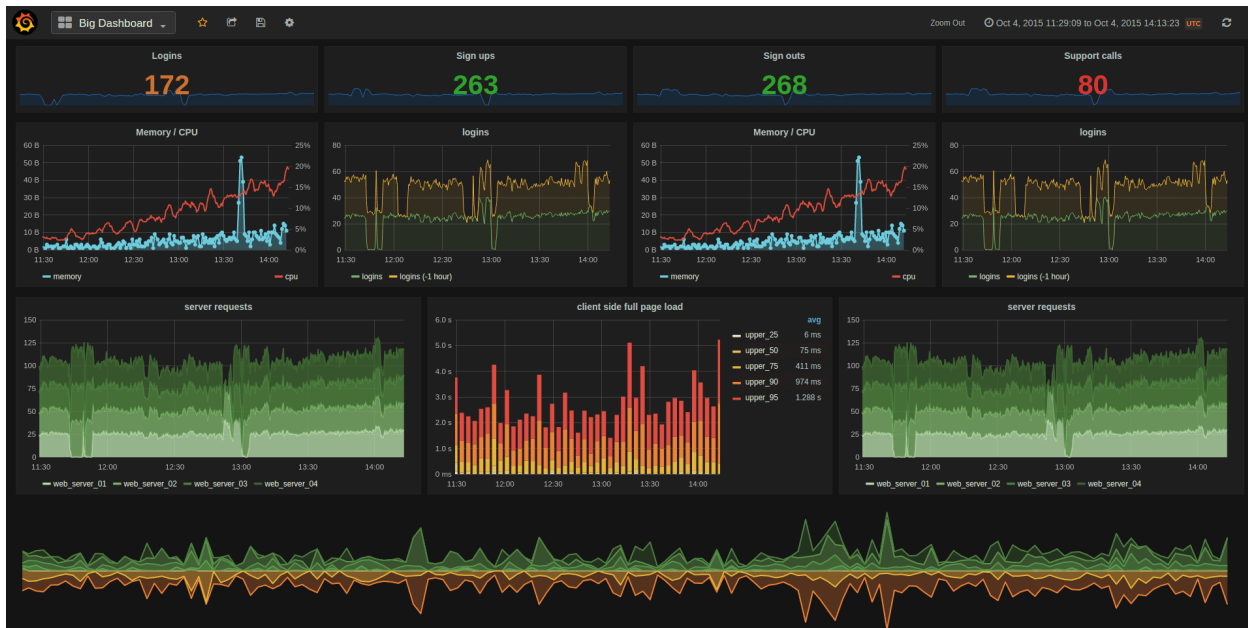 Big Dashboard
Zoom Out Oct 4, 2015 11:29:09 to Oct 4, 2015 14:13:23 UTC
Logins
172
Sign ups
263
Sign outs
268
Support calls
80
Memory / CPU
60 B
50 B
40 B
30 B
20 B
10 B
0 B
25%
20%
15%
10%
5%
0%
11:30 12:00 12:30 13:00 13:30 14:00
memory cpu
logins
80
60
40
20
0
11:30 12:00 12:30 13:00 13:30 14:00
logins logins (-1 hour)
Memory / CPU
60 B
50 B
40 B
30 B
20 B
10 B
0 B
25%
20%
15%
10%
5%
0%
11:30 12:00 12:30 13:00 13:30 14:00
memory cpu
logins
80
60
40
20
0
11:30 12:00 12:30 13:00 13:30 14:00
logins logins (-1 hour)
server requests
150
125
100
75
50
25
0
11:30 12:00 12:30 13:00 13:30 14:00
web_server_01 web_server_02 web_server_03 web_server_04
client side full page load
6.0 s
5.0 s
4.0 s
3.0 s
2.0 s
1.0 s
0 ms
11:30 12:00 12:30 13:00 13:30 14:00
avg
upper_25 6 ms
upper_50 75 ms
upper_75 411 ms
upper_90 974 ms
upper_95 1.288 s
server requests
150
125
100
75
50
25
0
11:30 12:00 12:30 13:00 13:30 14:00
web_server_01 web_server_02 web_server_03 web_server_04